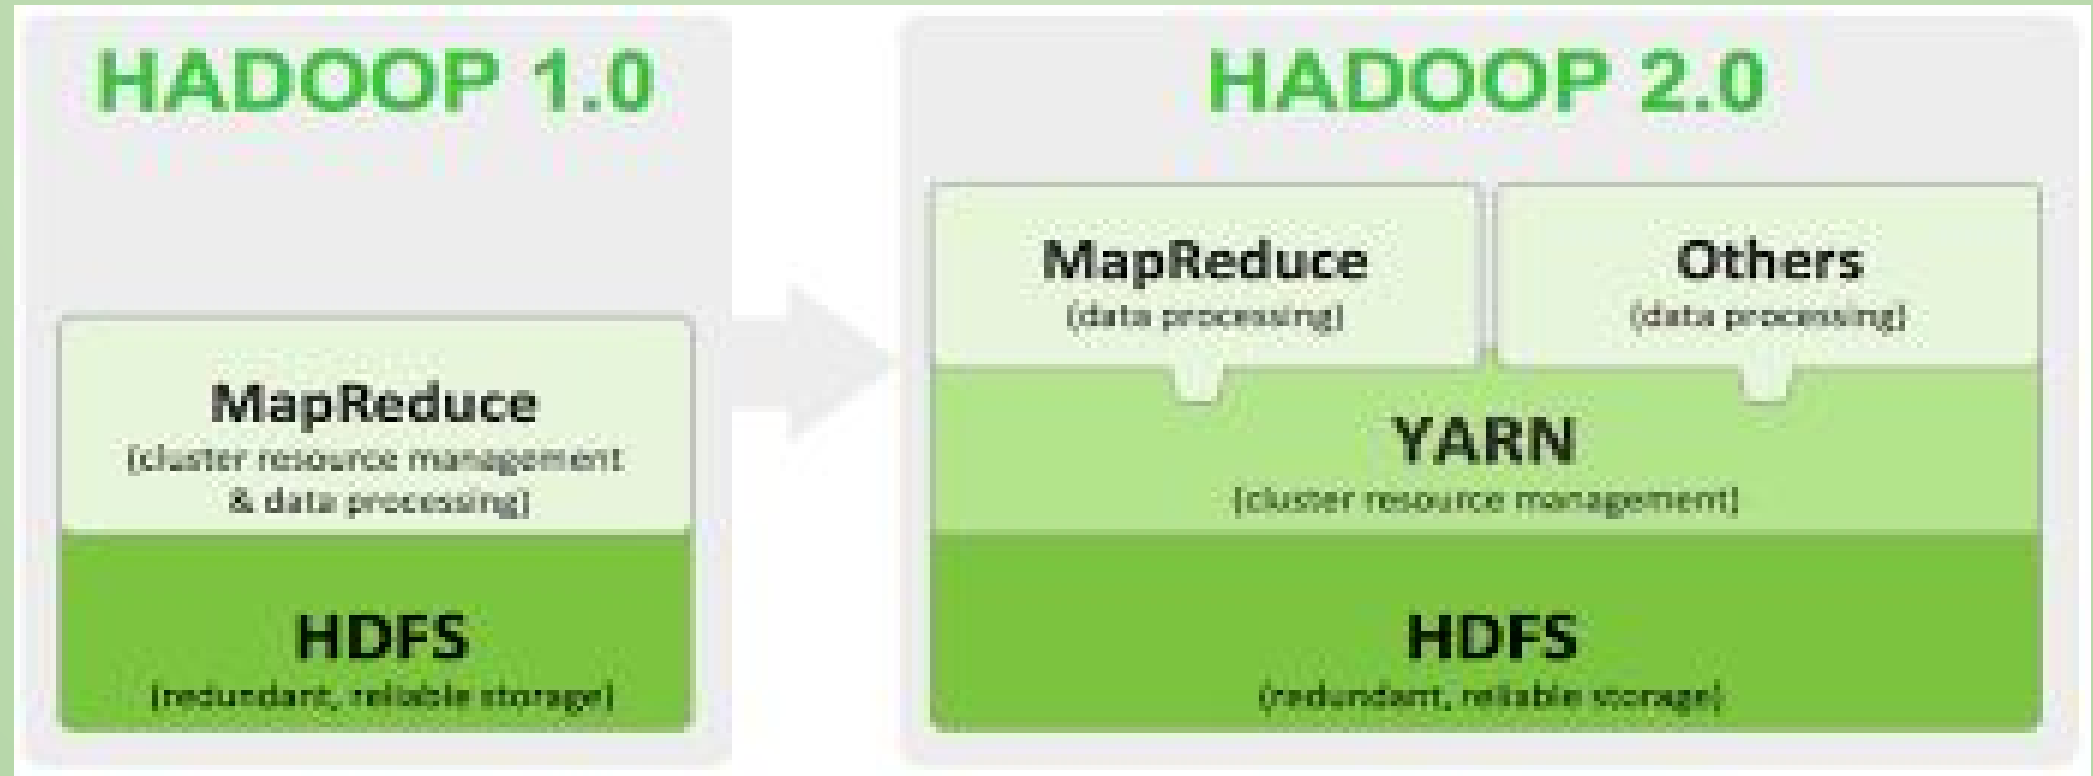 HADOOP 1.0
MapReduce
(cluster resource management
& data processing)
HDFS
(redundant, reliable storage)
HADOOP 2.0
MapReduce
(data processing)
Others
(data processing)
YARN
(cluster resource management)
HDFS
(redundant, reliable storage)